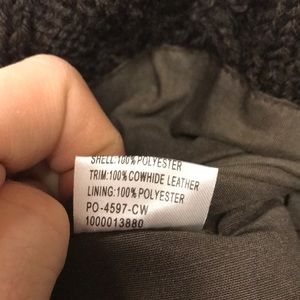 SHELL:100% POLYESTER
TRIM:100% COWHIDE LEATHER
LINING:100% POLYESTER
PO-4597-CW
1000013880